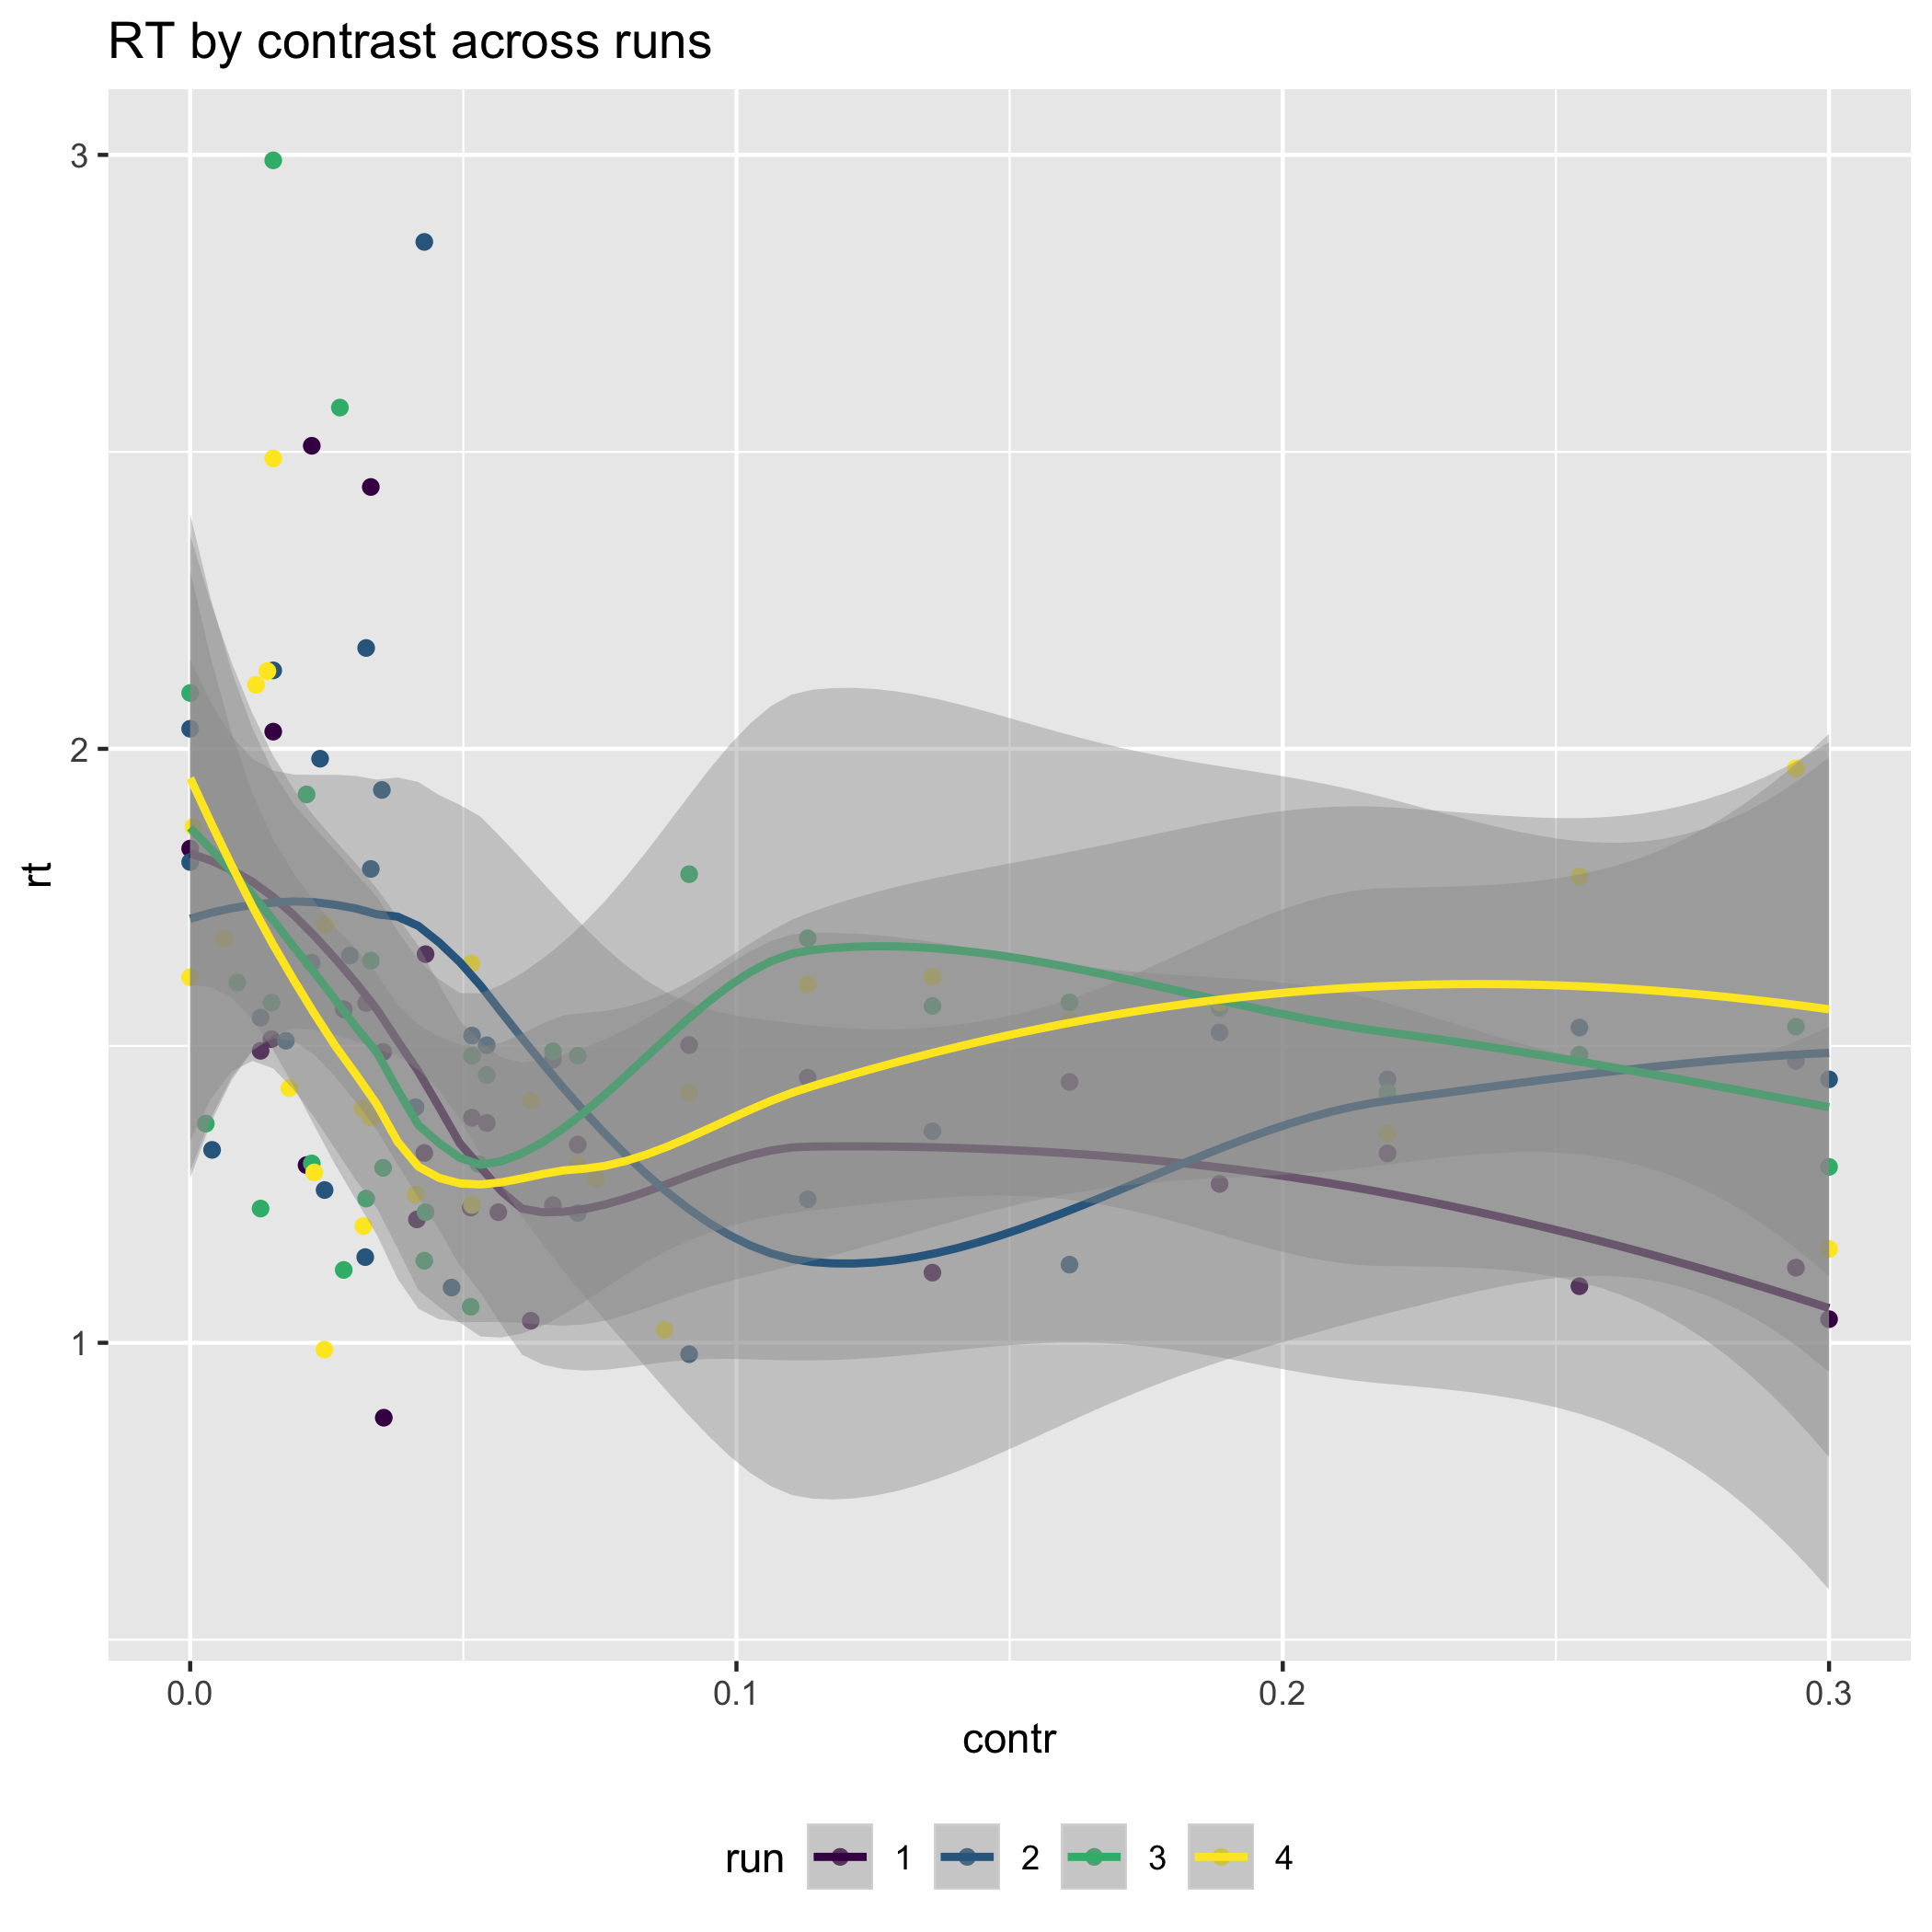 RT by contrast across runs
3
2
1
rt
0.0 0.1 0.2 0.3
contr
run 1 2 3 4